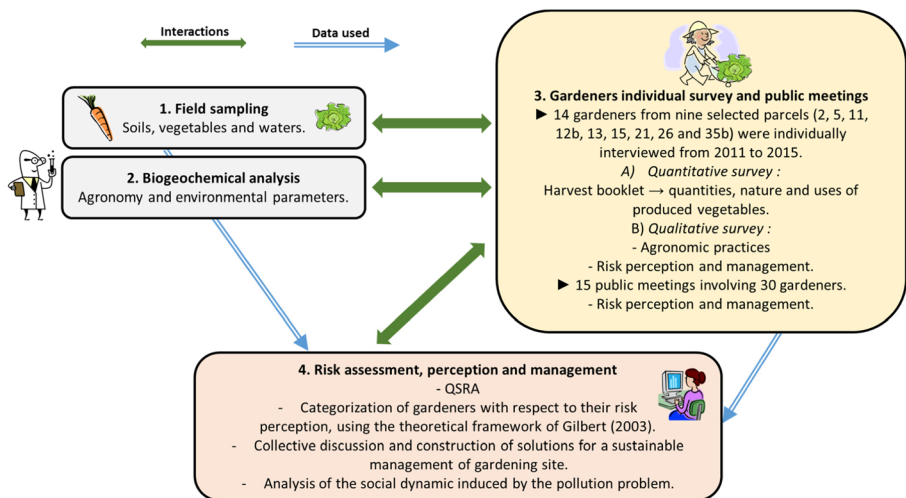 Interactions
Data used
1. Field sampling
Soils, vegetables and waters.
2. Biogeochemical analysis
Agronomy and environmental parameters.
3. Gardeners individual survey and public meetings
► 14 gardeners from nine selected parcels (2, 5, 11,
12b, 13, 15, 21, 26 and 35b) were individually
interviewed from 2011 to 2015.
A) Quantitative survey :
Harvest booklet → quantities, nature and uses of
produced vegetables.
B) Qualitative survey :
- Agronomic practices
- Risk perception and management.
► 15 public meetings involving 30 gardeners.
- Risk perception and management.
4. Risk assessment, perception and management
- QSRA
- Categorization of gardeners with respect to their risk
perception, using the theoretical framework of Gilbert (2003).
- Collective discussion and construction of solutions for a sustainable
management of gardening site.
- Analysis of the social dynamic induced by the pollution problem.